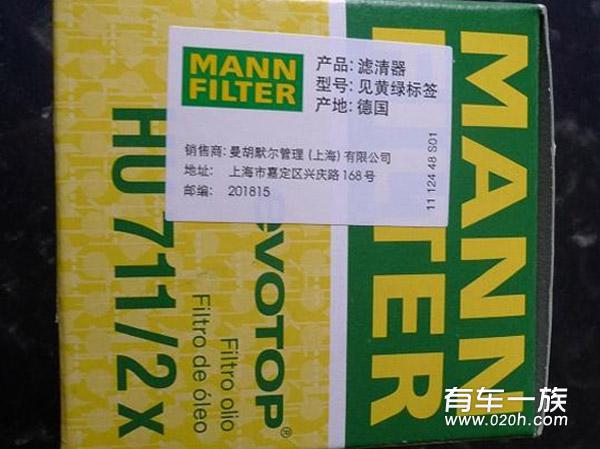 MANN
FILTER
产品: 滤清器
型号: 见黄绿标签
产地: 德国
销售商: 曼胡默尔管理 (上海) 有限公司
地址: 上海市嘉定区兴庆路168号
邮编: 201815
11 124 48 S01
MANN
FILTER
EVOTOP®
Filtro olio
Filtro de óleo
HU 711/2x
有车一族
www.020h.com